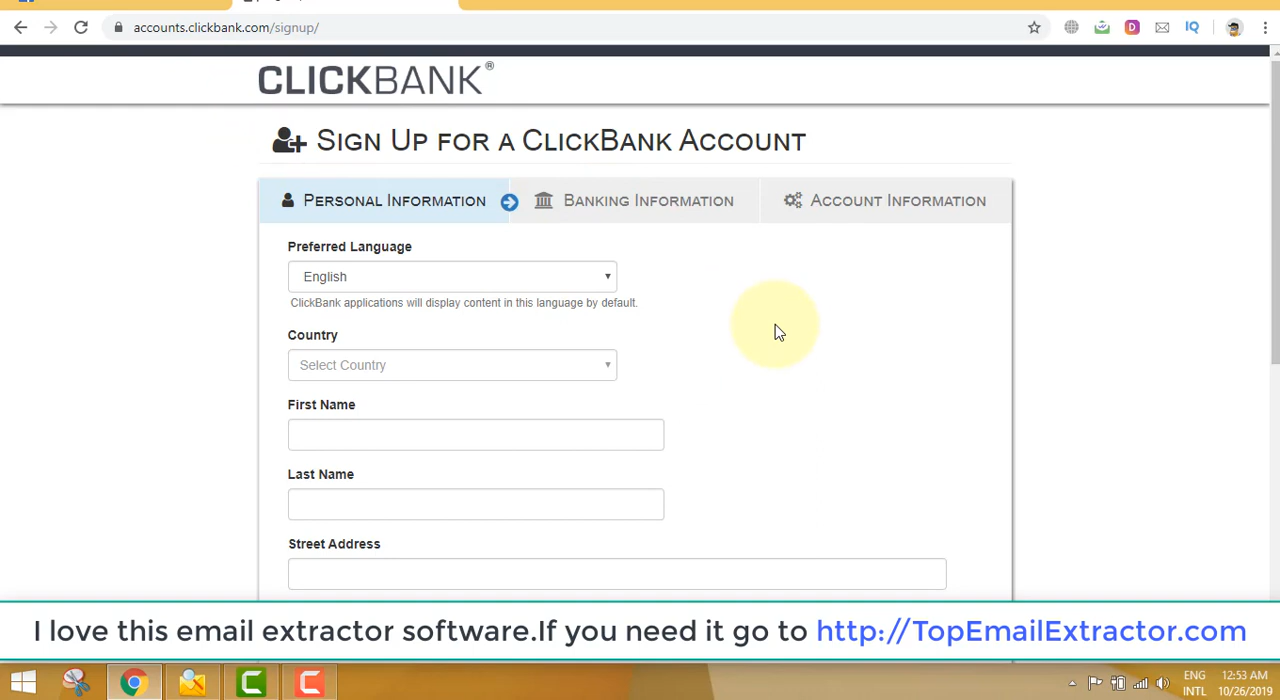 accounts.clickbank.com/signup/
D
IQ
CLICKBANK®
SIGN UP FOR A CLICKBANK ACCOUNT
PERSONAL INFORMATION
BANKING INFORMATION
ACCOUNT INFORMATION
Preferred Language
English
ClickBank applications will display content in this language by default.
Country
Select Country
First Name
Last Name
Street Address
I love this email extractor software.If you need it go to http://TopEmailExtractor.com
C
C
ENG
INTL
12:53 AM
10/26/2019